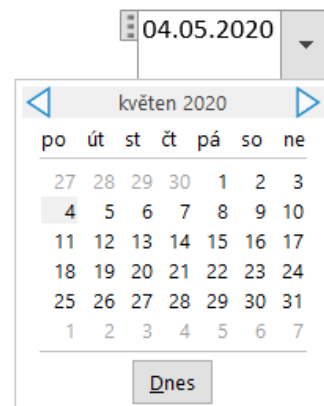 04.05.2020
květen 2020
po út st čt pá so ne
27 28 29 30 1 2 3
4 5 6 7 8 9 10
11 12 13 14 15 16 17
18 19 20 21 22 23 24
25 26 27 28 29 30 31
1 2 3 4 5 6 7
Dnes